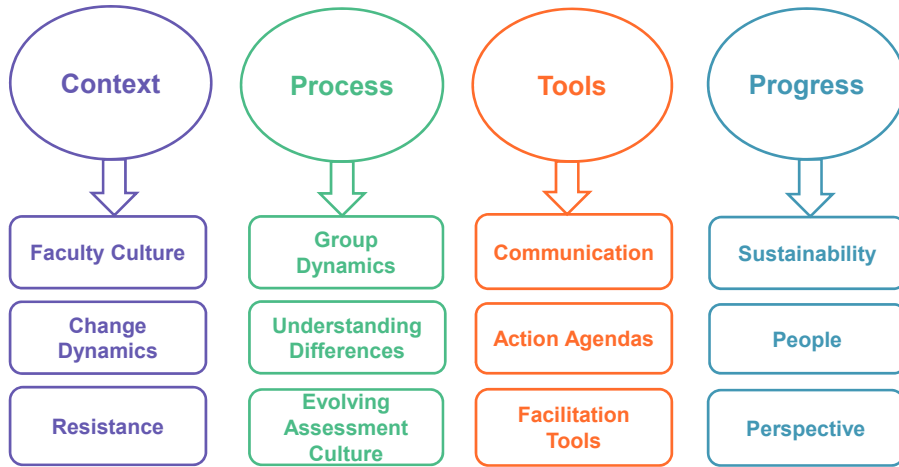 Context
Process
Tools
Progress
Faculty Culture
Group
Dynamics
Communication
Sustainability
Change
Dynamics
Understanding
Differences
Action Agendas
People
Resistance
Evolving
Assessment
Culture
Facilitation
Tools
Perspective